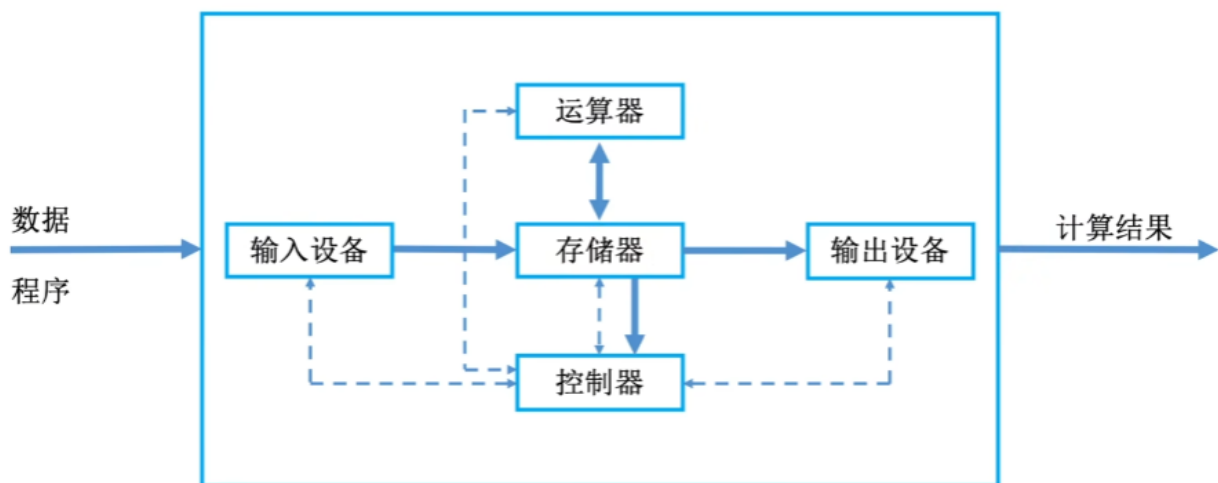 运算器
数据
程序
输入设备
存储器
输出设备
计算结果
控制器